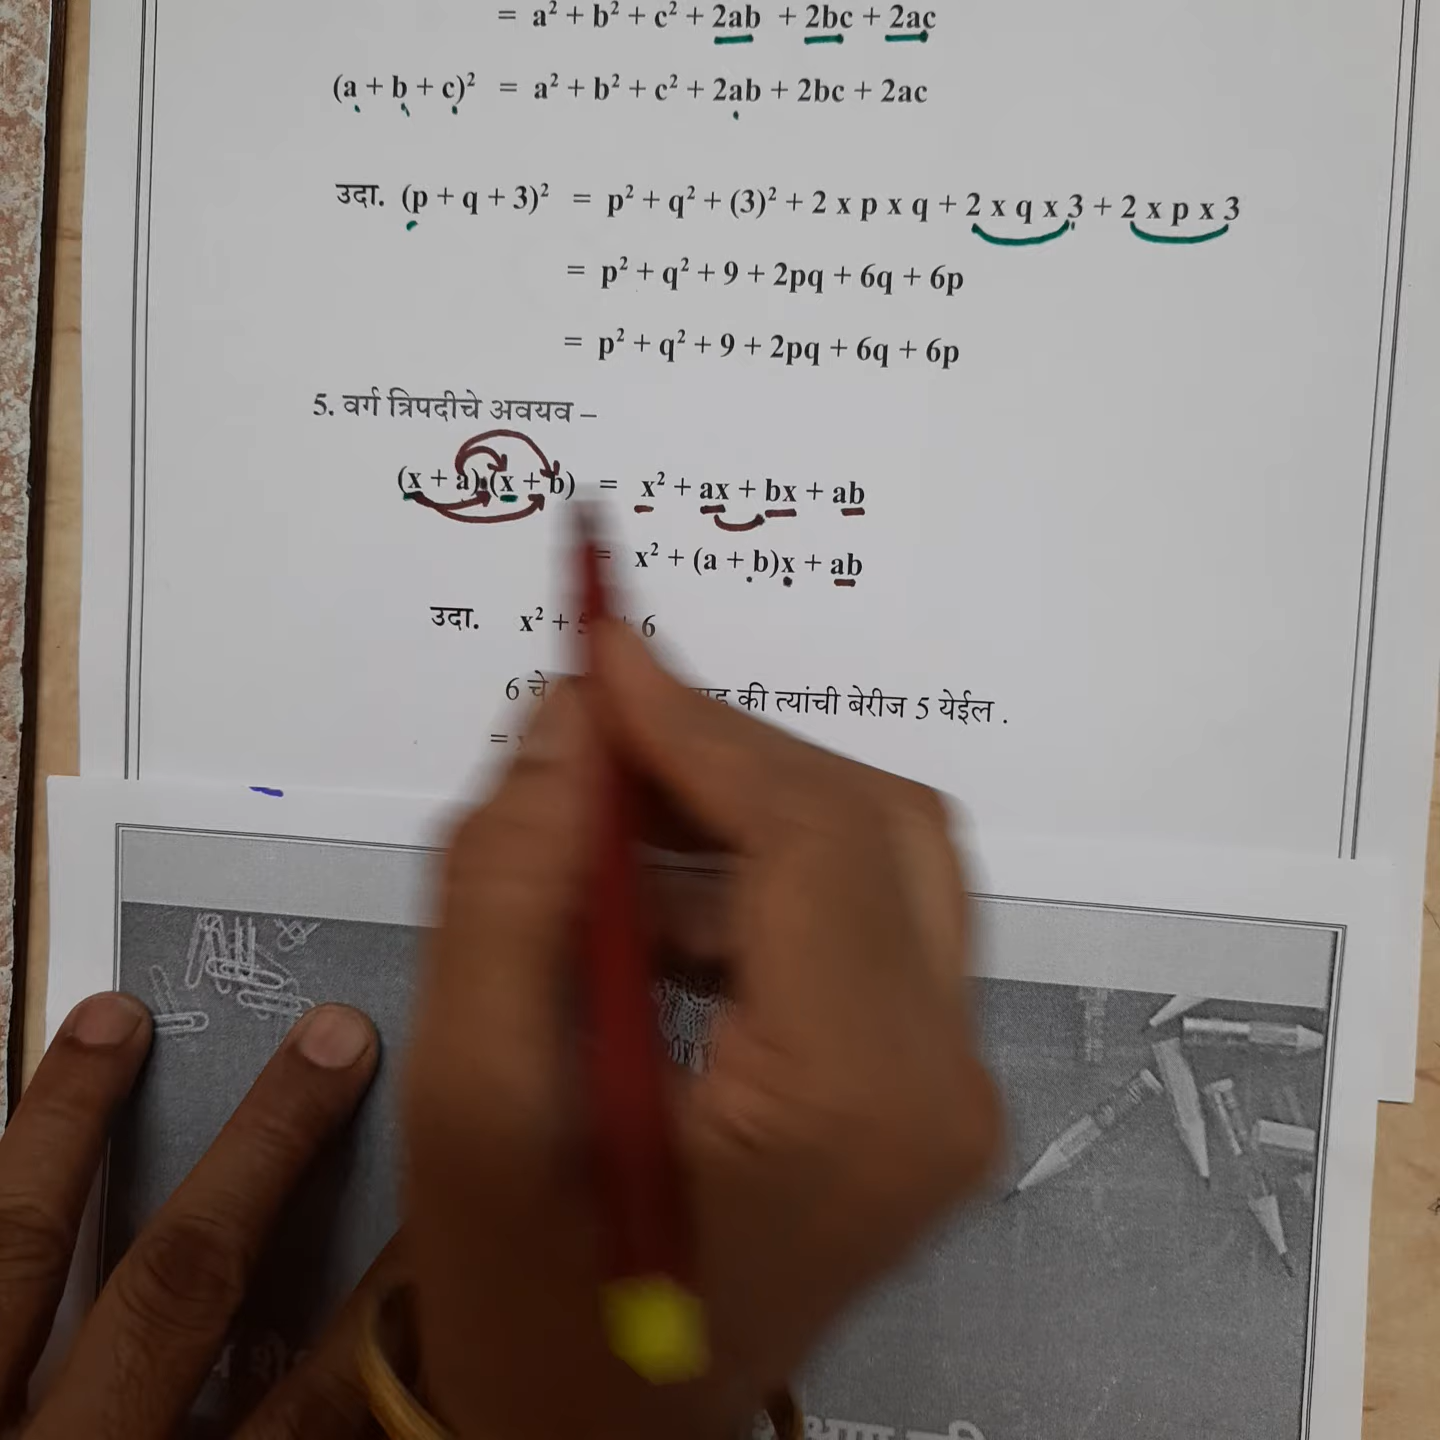 = a² + b² + c² + 2ab + 2bc + 2ac
(a + b + c)² = a² + b² + c² + 2ab + 2bc + 2ac
उदा. (p + q + 3)² = p² + q² + (3)² + 2 x p x q + 2 x q x 3 + 2 x p x 3
= p² + q² + 9 + 2pq + 6q + 6p
= p² + q² + 9 + 2pq + 6q + 6p
5. वर्ग त्रिपदीचे अवयव –
(x + a) (x + b) = x² + ax + bx + ab
= x² + (a + b)x + ab
उदा. x² + 6
6 चे की त्यांची बेरीज 5 येईल .
=